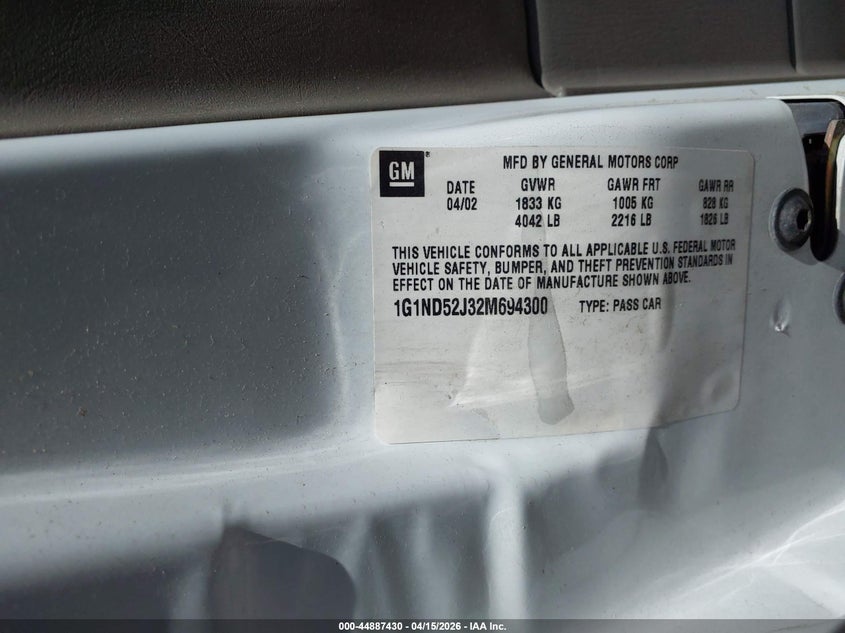 GM
MFD BY GENERAL MOTORS CORP
DATE GVWR GAWR FRT GAWR RR
04/02 1833 KG 1005 KG 828 KG
4042 LB 2216 LB 1826 LB
THIS VEHICLE CONFORMS TO ALL APPLICABLE U.S. FEDERAL MOTOR
VEHICLE SAFETY, BUMPER, AND THEFT PREVENTION STANDARDS IN
EFFECT ON THE DATE OF MANUFACTURE SHOWN ABOVE.
1G1ND52J32M694300 TYPE: PASS CAR
000-44887430 - 04/15/2026 - IAA Inc.